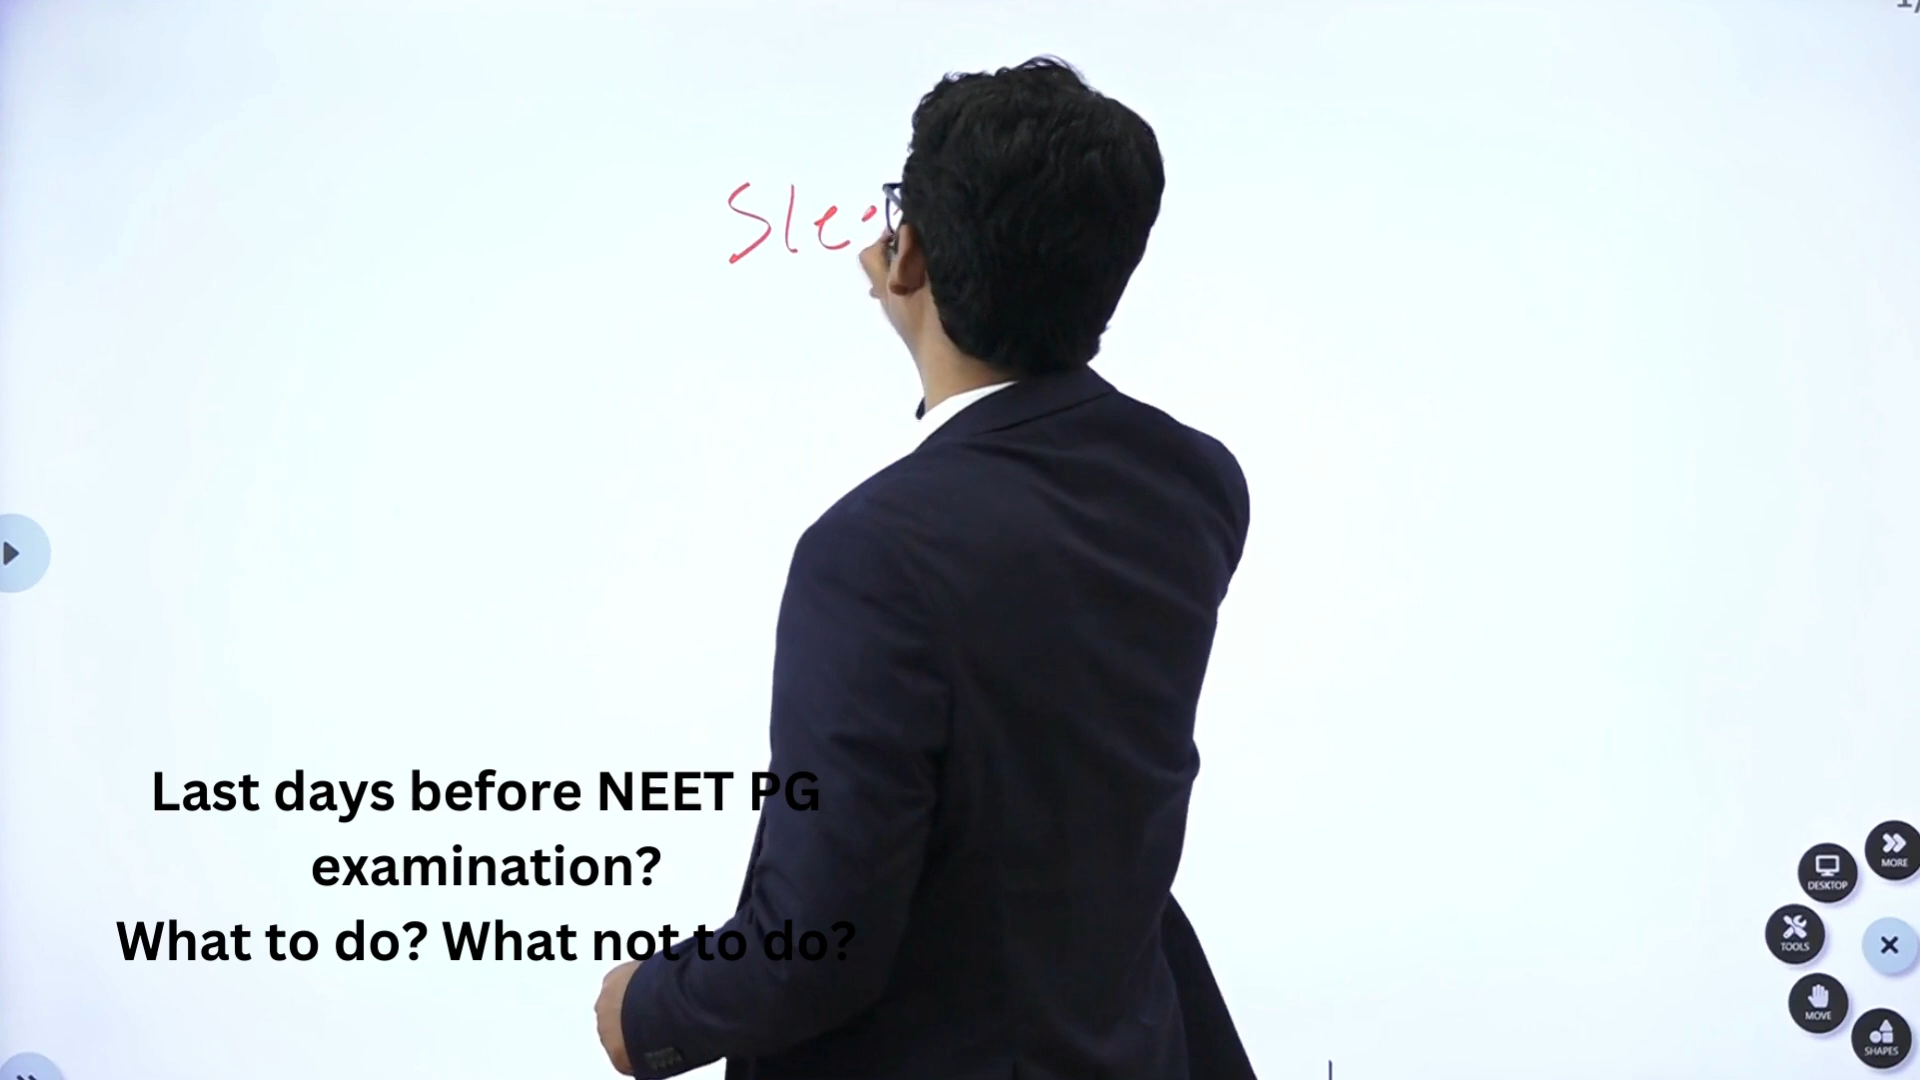 Sle
Last days before NEET PG
examination?
What to do? What not to do?
MORE
DESKTOP
TOOLS
MOVE
SHAPES